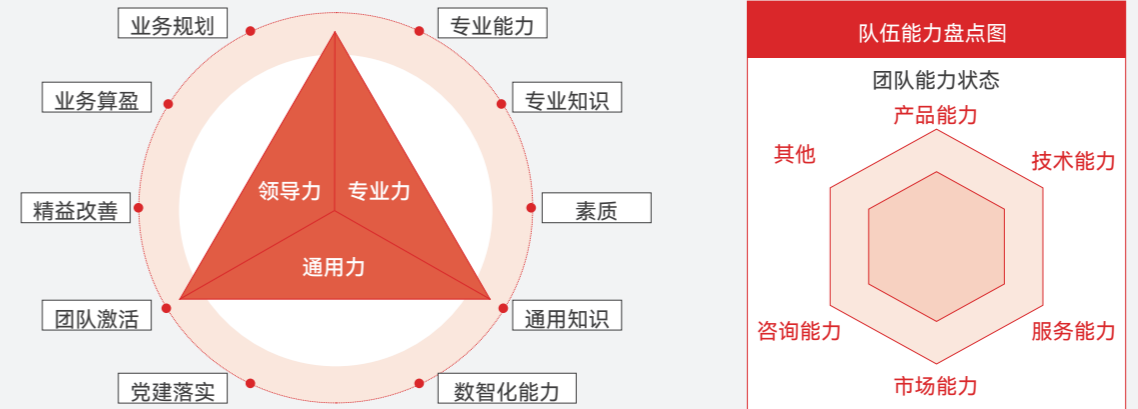 业务规划
专业能力
业务算盈
专业知识
精益改善
素质
团队激活
通用知识
党建落实
数智化能力
领导力
专业力
通用力
队伍能力盘点图
团队能力状态
产品能力
其他
技术能力
咨询能力
服务能力
市场能力